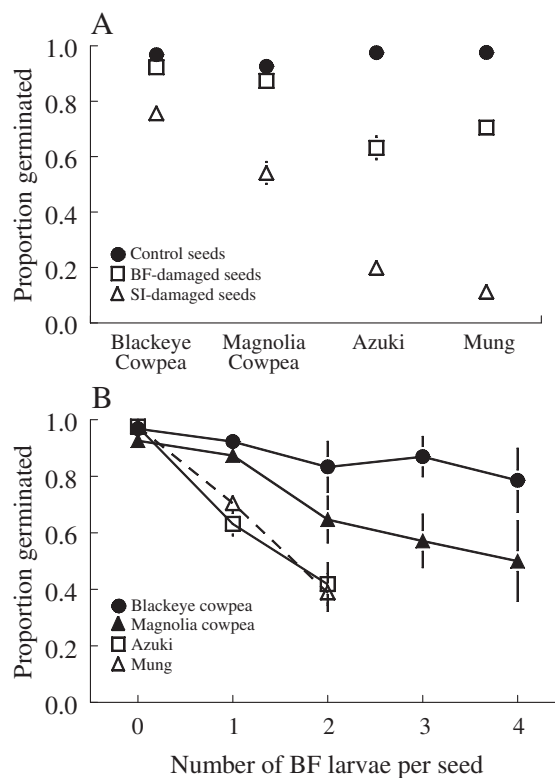 A
1.0
0.8
0.6
0.4
0.2
0.0
Proportion germinated
Control seeds
BF-damaged seeds
SI-damaged seeds
Blackeye
Cowpea
Magnolia
Cowpea
Azuki
Mung
B
1.0
0.8
0.6
0.4
0.2
0.0
Proportion germinated
Blackeye cowpea
Magnolia cowpea
Azuki
Mung
0 1 2 3 4
Number of BF larvae per seed